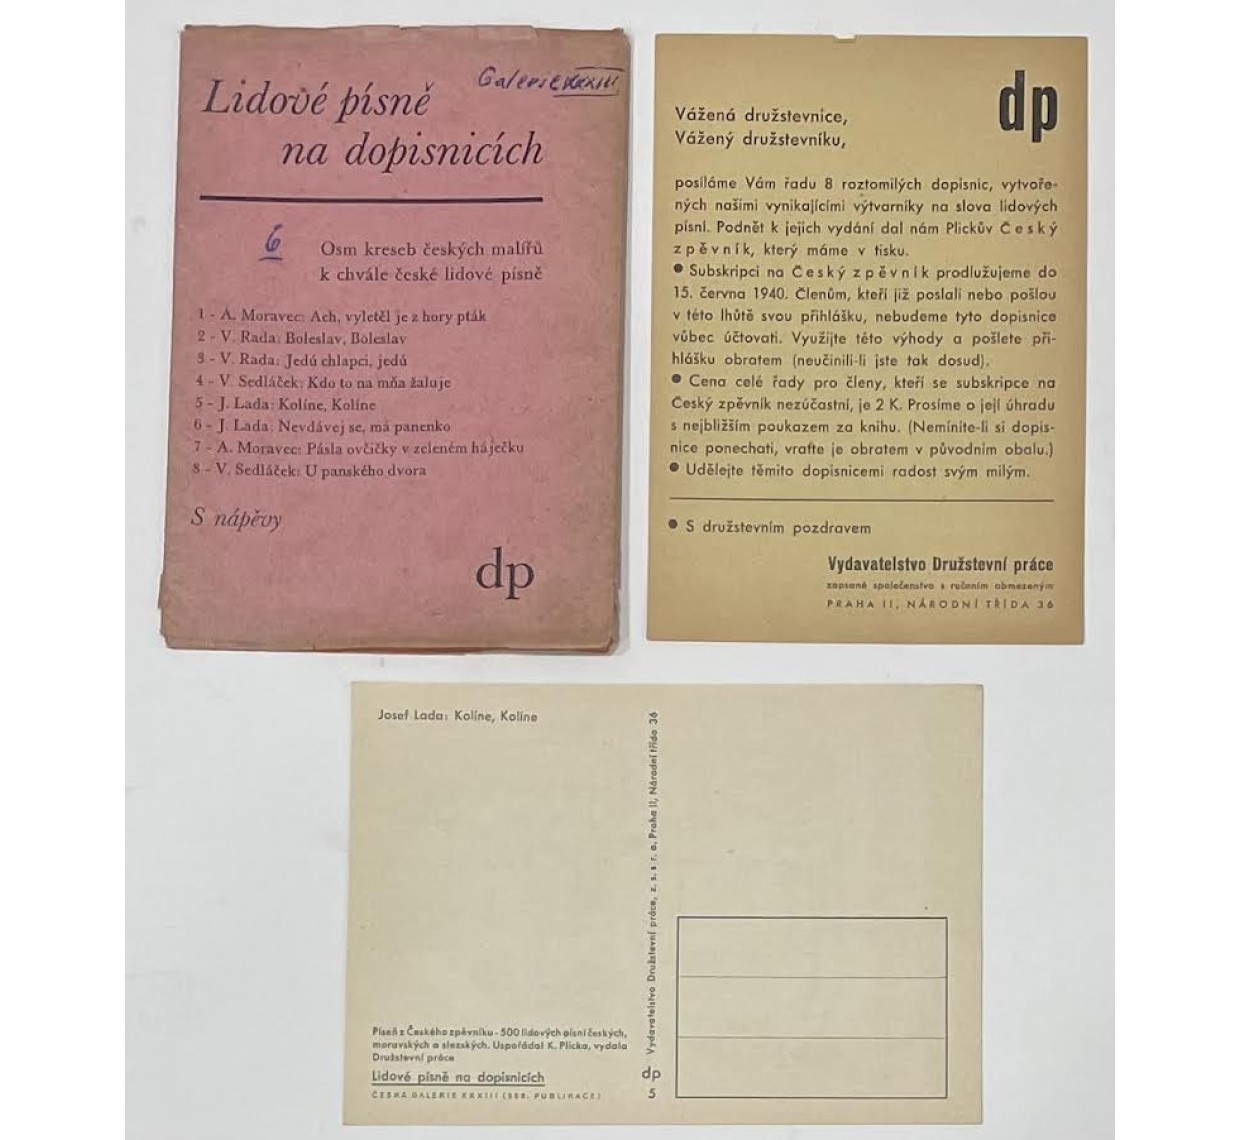 Lidové písně
na dopisnicích
6
Osm kreseb českých malířů
k chvále české lidové písně
1 - A. Moravec: Ach, vyletěl je z hory pták
2 - V. Rada: Boleslav, Boleslav
3 - V. Rada: Jedú chlapci, jedú
4 - V. Sedláček: Kdo to na mňa žaluje
5 - J. Lada: Kolíne, Kolíne
6 - J. Lada: Nevdávej se, má panenko
7 - A. Moravec: Pásla ovčičky v zeleném háječku
8 - V. Sedláček: U panského dvora
S nápěvy
dp
dp
Vážená družstevnice,
Vážený družstevníku,
posíláme Vám řadu 8 roztomilých dopisnic, vytvoře-
ných našimi vynikajícími výtvarníky na slova lidových
písní. Podnět k jejich vydání dal nám Plickův Český
zpěvník, který máme v tisku.
● Subskripci na Český zpěvník prodlužujeme do
15. června 1940. Členům, kteří již poslali nebo pošlou
v této lhůtě svou přihlášku, nebudeme tyto dopisnice
vůbec účtovati. Využijte této výhody a pošlete při-
hlášku obratem (neučinili-li jste tak dosud).
● Cena celé řady pro členy, kteří se subskripce na
Český zpěvník nezúčastní, je 2 K. Prosíme o její úhradu
s nejbližším poukazem za knihu. (Nemíníte-li si dopis-
nice ponechati, vraťte je obratem v původním obalu.)
● Udělejte těmito dopisnicemi radost svým milým.
● S družstevním pozdravem
Vydavatelstvo Družstevní práce
zapsané společenstvo s ručením obmezeným
PRAHA II, NÁRODNÍ TŘÍDA 36
Josef Lada: Kolíne, Kolíne
Vydavatelstvo Družstevní práce, z. s. s r. o. Praha II, Národní třída 36
Píseň z Českého zpěvníku - 500 lidových písní českých,
moravských a slezských. Uspořádal K. Plicka, vydala
Družstevní práce
Lidové písně na dopisnicích
ČESKÁ GALERIE XXXIII (505. PUBLIKACE)
dp
5